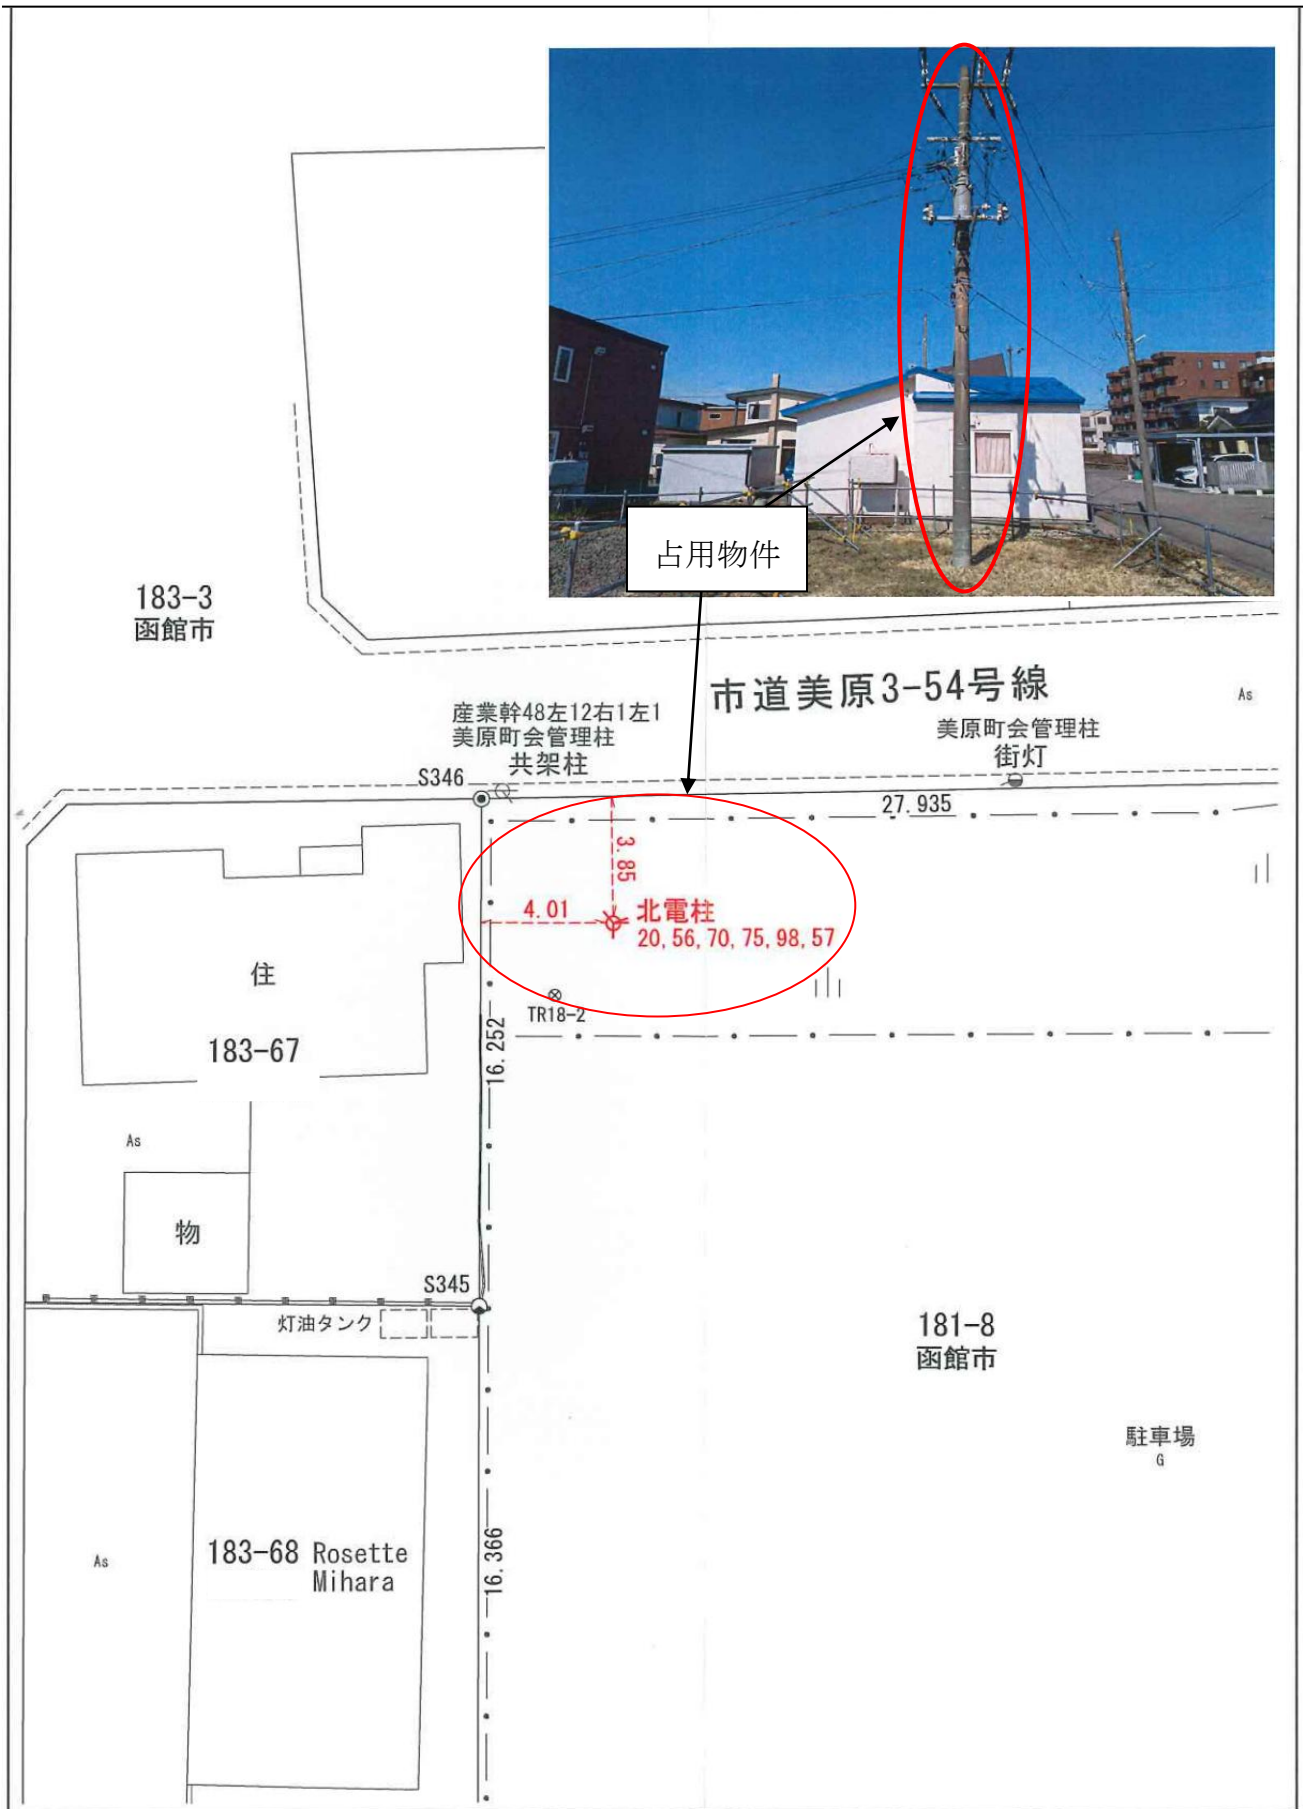 占用物件
183-3
函館市
市道美原3-54号線
As
産業幹48左12右1左1
美原町会管理柱
共架柱
美原町会管理柱
街灯
S346
27.935
3.85
4.01
北電柱
20,56,70,75,98,57
住
183-67
TR18-2
16.252
As
物
S345
灯油タンク
181-8
函館市
駐車場
G
As
183-68 Rosette
Mihara
16.366